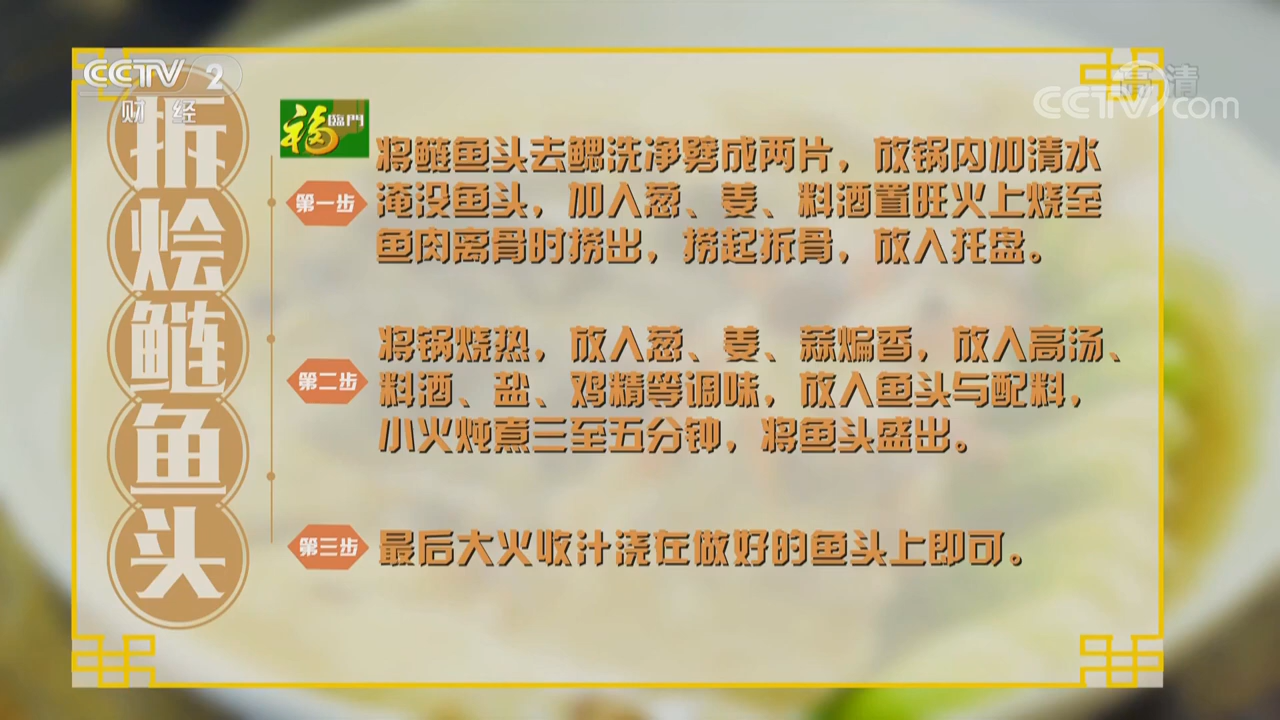 CCTV 2
财经
高清
CCTV.com
拆烩鲢鱼头
福临門
第一步
将鲢鱼头去鳃洗净劈成两片，放锅内加清水
淹没鱼头，加入葱、姜、料酒置旺火上烧至
鱼肉离骨时捞出，捞起拆骨，放入托盘。
第二步
将锅烧热，放入葱、姜、蒜煸香，放入高汤、
料酒、盐、鸡精等调味，放入鱼头与配料，
小火炖煮三至五分钟，将鱼头盛出。
第三步
最后大火收汁浇在做好的鱼头上即可。